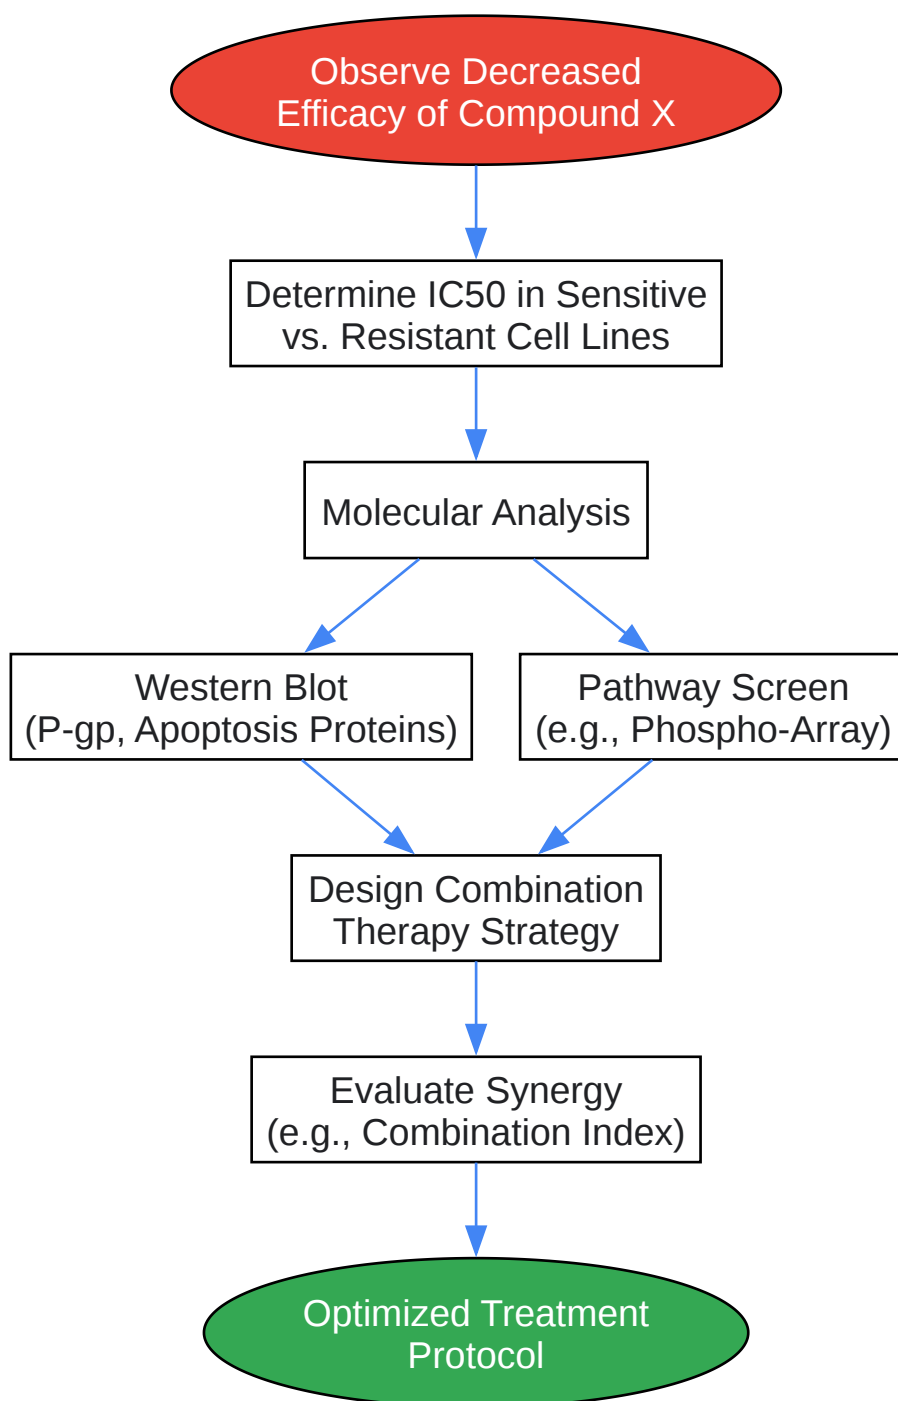 Observe Decreased
Efficacy of Compound X
Determine IC50 in Sensitive
vs. Resistant Cell Lines
Molecular Analysis
Western Blot
(P-gp, Apoptosis Proteins)
Pathway Screen
(e.g., Phospho-Array)
Design Combination
Therapy Strategy
Evaluate Synergy
(e.g., Combination Index)
Optimized Treatment
Protocol